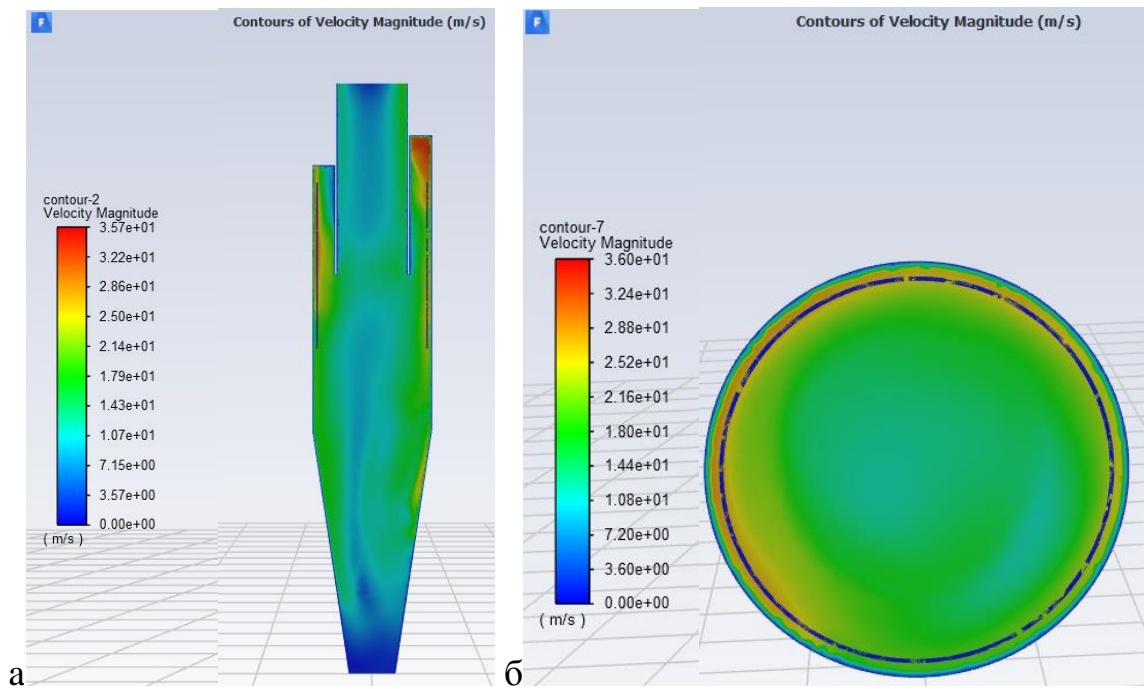 F
Contours of Velocity Magnitude (m/s)
contour-2
Velocity Magnitude
3.57e+01
3.22e+01
2.86e+01
2.50e+01
2.14e+01
1.79e+01
1.43e+01
1.07e+01
7.15e+00
3.57e+00
0.00e+00
( m/s )
а
F
Contours of Velocity Magnitude (m/s)
contour-7
Velocity Magnitude
3.60e+01
3.24e+01
2.88e+01
2.52e+01
2.16e+01
1.80e+01
1.44e+01
1.08e+01
7.20e+00
3.60e+00
0.00e+00
( m/s )
б